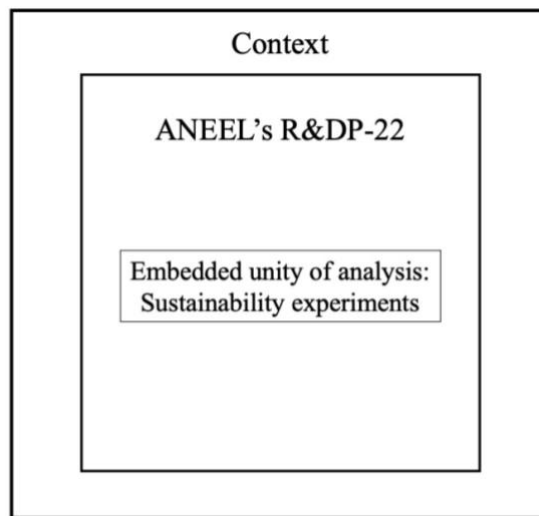 Context
ANEEL’s R&DP-22
Embedded unity of analysis:
Sustainability experiments